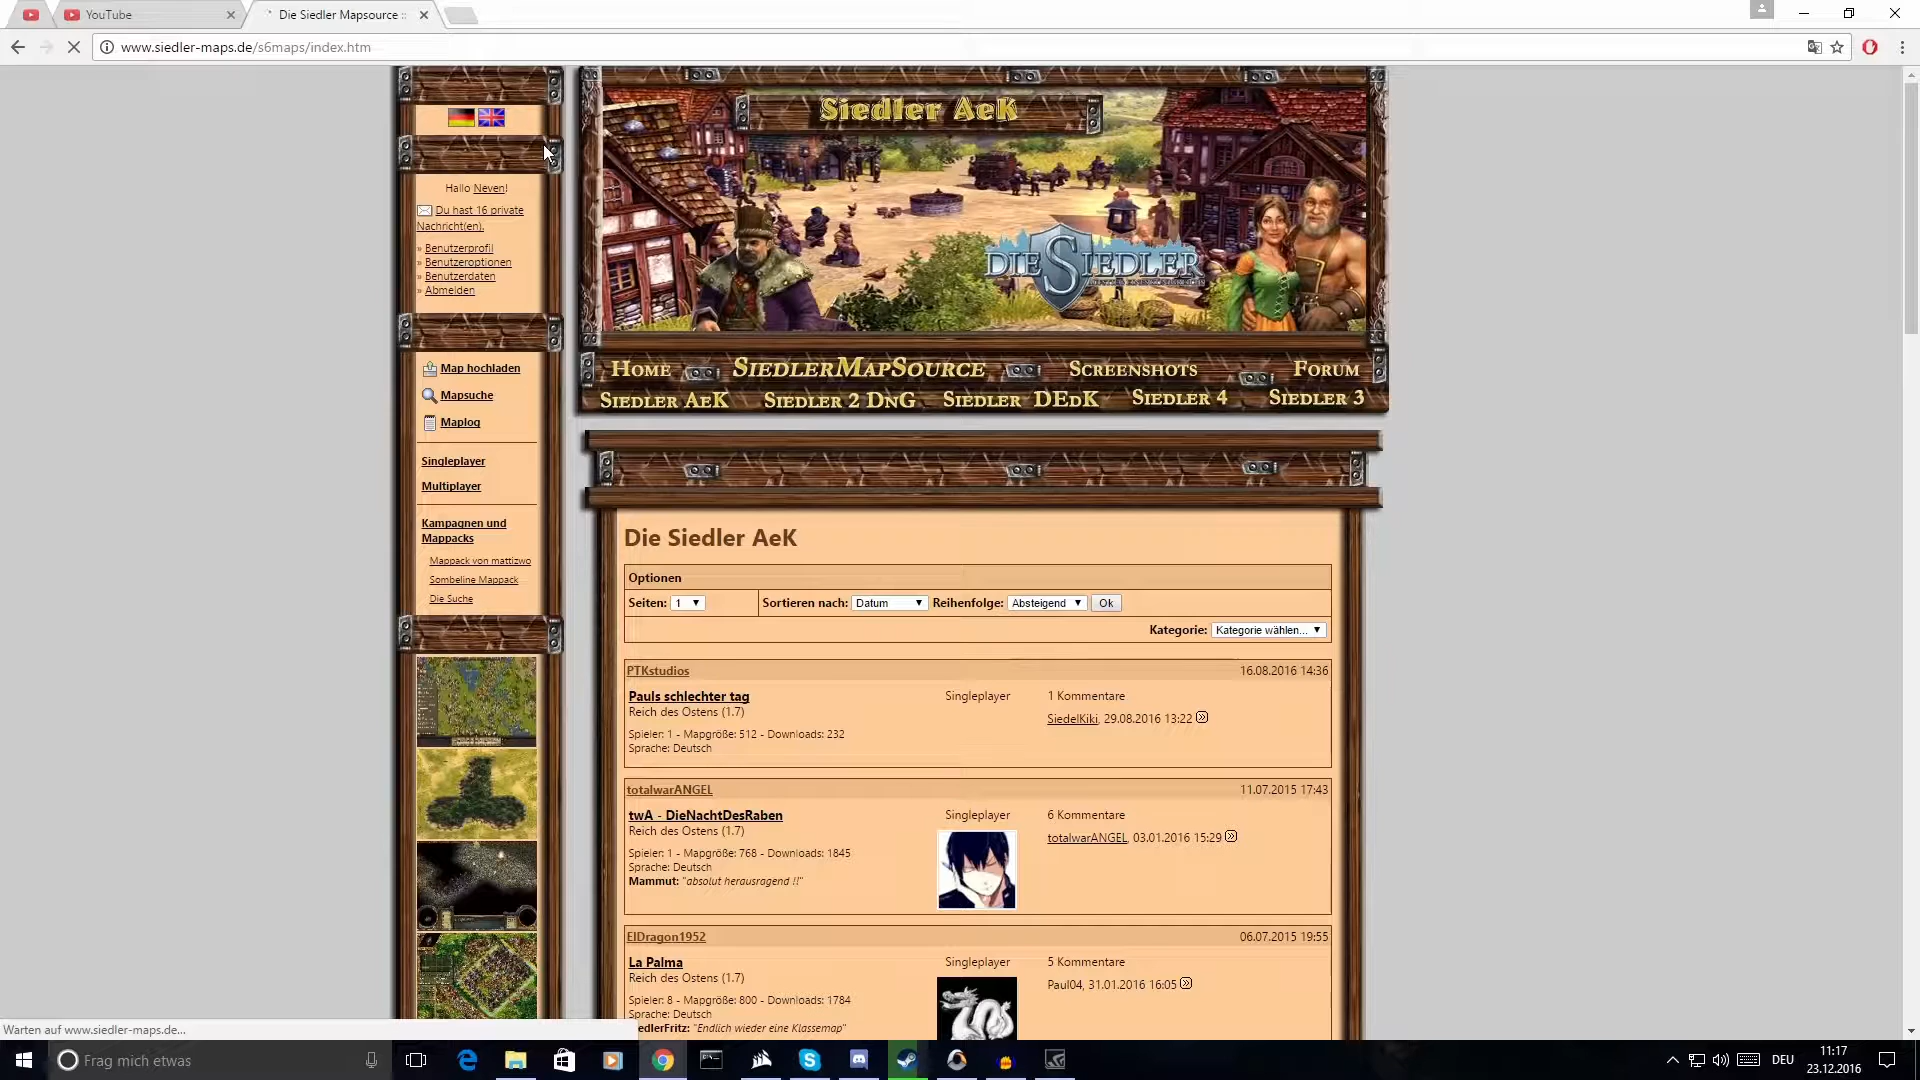 YouTube
Die Siedler Mapsource ::
www.siedler-maps.de/s6maps/index.htm
Siedler AeK
Hallo Neven!
Du hast 16 private
Nachricht(en).
» Benutzerprofil
» Benutzeroptionen
» Benutzerdaten
» Abmelden
DIE SIEDLER
Home
SiedlerMapSource
Screenshots
Forum
Siedler AeK
Siedler 2 DnG
Siedler DEdK
Siedler 4
Siedler 3
Map hochladen
Mapsuche
Maplog
Singleplayer
Multiplayer
Kampagnen und
Mappacks
Mappack von mattizwo
Sombeline Mappack
Die Suche
Die Siedler AeK
Optionen
Seiten: 1 Sortieren nach: Datum Reihenfolge: Absteigend Ok
Kategorie: Kategorie wählen...
PTKstudios 16.08.2016 14:36
Pauls schlechter tag Singleplayer 1 Kommentare
Reich des Ostens (1.7)
SiedelKiki, 29.08.2016 13:22
Spieler: 1 - Mapgröße: 512 - Downloads: 232
Sprache: Deutsch
totalwarANGEL 11.07.2015 17:43
twA - DieNachtDesRaben Singleplayer 6 Kommentare
Reich des Ostens (1.7)
totalwarANGEL, 03.01.2016 15:29
Spieler: 1 - Mapgröße: 768 - Downloads: 1845
Sprache: Deutsch
Mammut: "absolut herausragend !!"
ElDragon1952 06.07.2015 19:55
La Palma Singleplayer 5 Kommentare
Reich des Ostens (1.7)
Paul04, 31.01.2016 16:05
Spieler: 8 - Mapgröße: 800 - Downloads: 1784
Sprache: Deutsch
edlerFritz: "Endlich wieder eine Klassemap"
Warten auf www.siedler-maps.de...
Frag mich etwas
DEU
11:17
23.12.2016